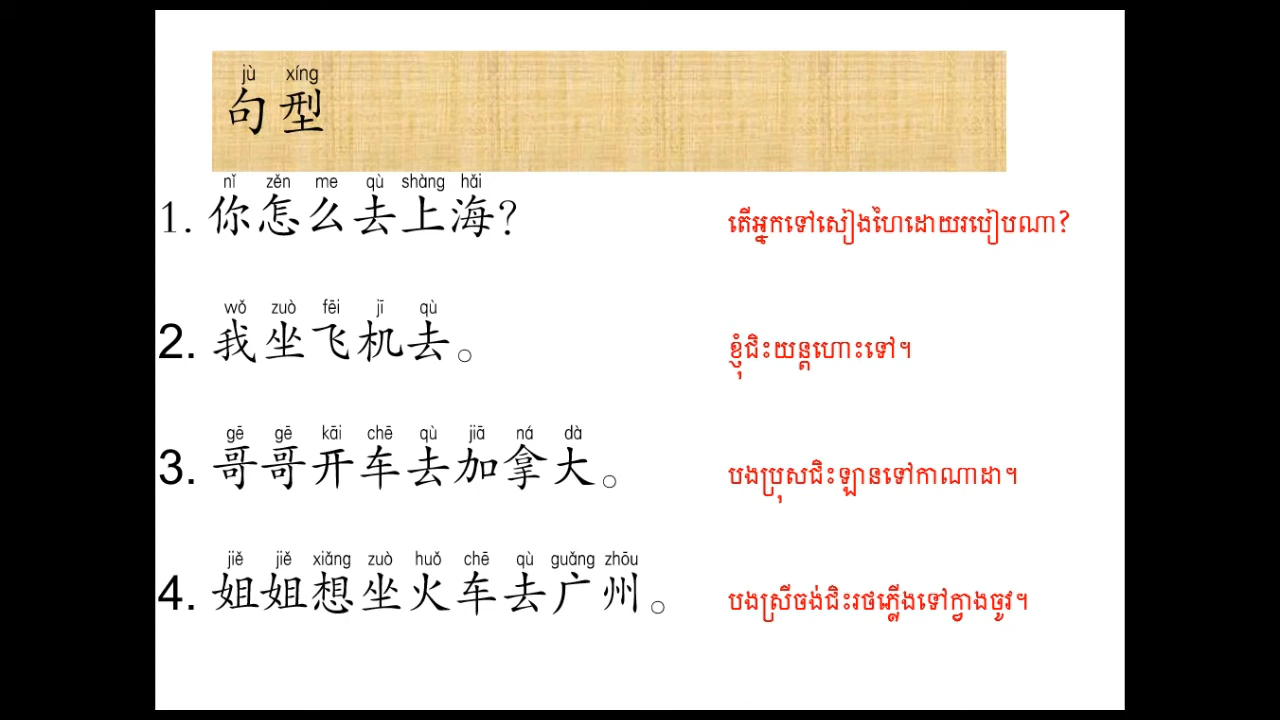 jù xíng
句型
nǐ zěn me qù shàng hǎi
1. 你怎么去上海? តើអ្នកទៅសៀងហៃដោយរបៀបណា?
wǒ zuò fēi jī qù
2. 我坐飞机去。 ខ្ញុំជិះយន្តហោះទៅ។
gē gē kāi chē qù jiā ná dà
3. 哥哥开车去加拿大。 បងប្រុសជិះឡានទៅកាណាដា។
jiě jiě xiǎng zuò huǒ chē qù guǎng zhōu
4. 姐姐想坐火车去广州。 បងស្រីចង់ជិះរថភ្លើងទៅក្វាងចូវ។